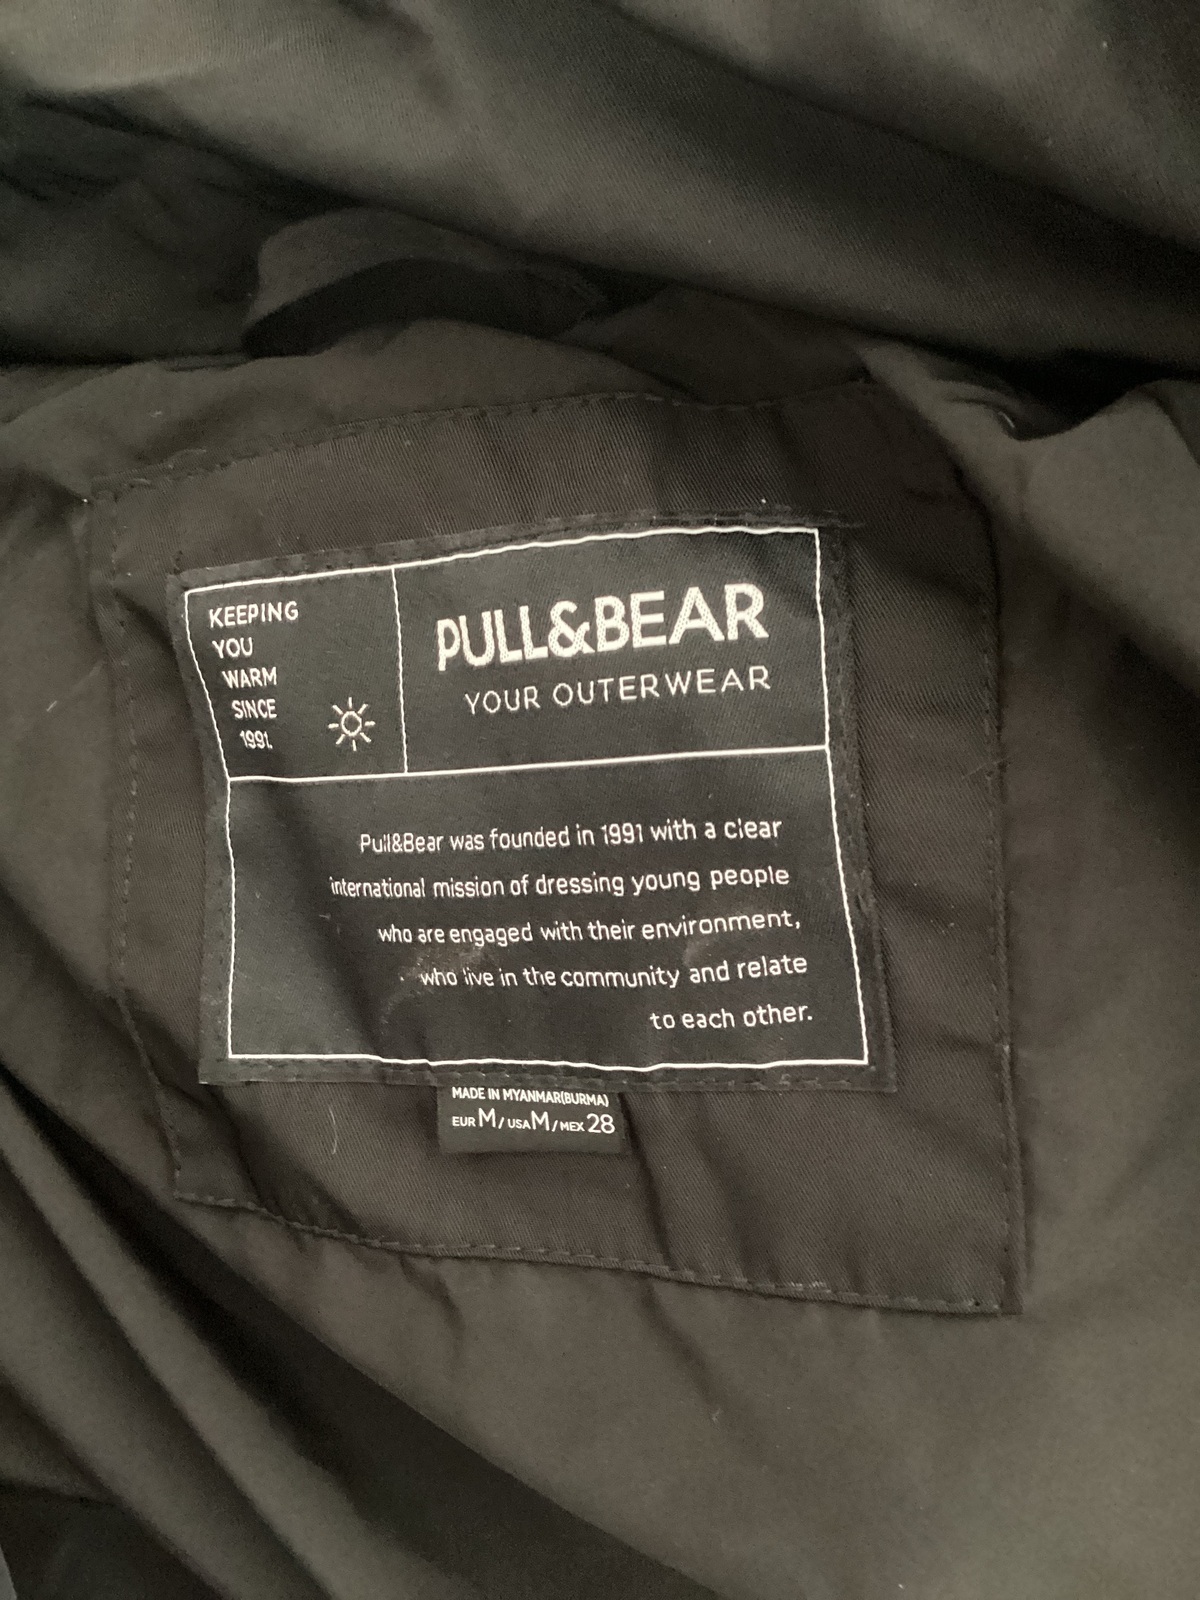 KEEPING
YOU
WARM
SINCE
1991.
PULL&BEAR
YOUR OUTERWEAR
Pull&Bear was founded in 1991 with a clear
international mission of dressing young people
who are engaged with their environment,
who live in the community and relate
to each other.
MADE IN MYANMAR(BURMA)
EUR M/USA M/MEX 28